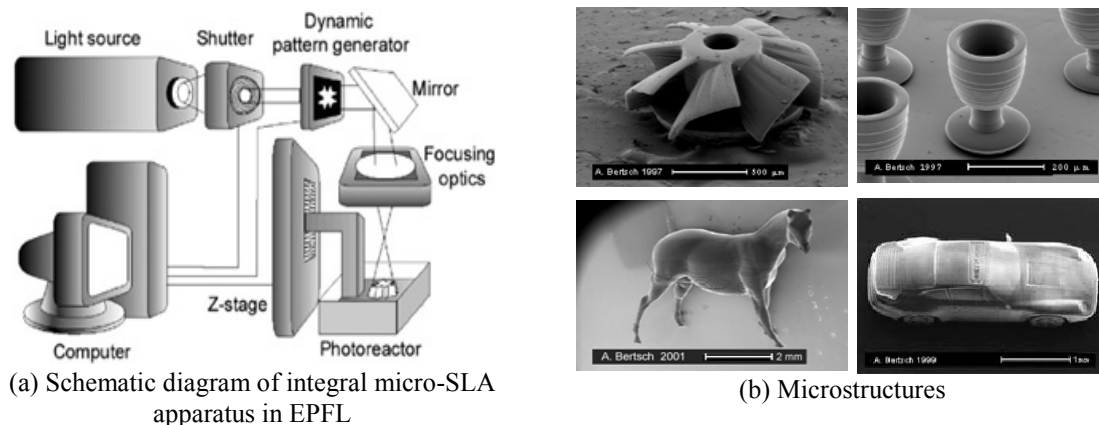 Light source
Shutter
Dynamic
pattern generator
Mirror
Focusing
optics
Z-stage
Computer
Photoreactor
(a) Schematic diagram of integral micro-SLA
apparatus in EPFL
A. Bertsch 1997 500 µm
A. Bertsch 1997 200 µm
A. Bertsch 2001 2 mm
A. Bertsch 1999 1mm
(b) Microstructures